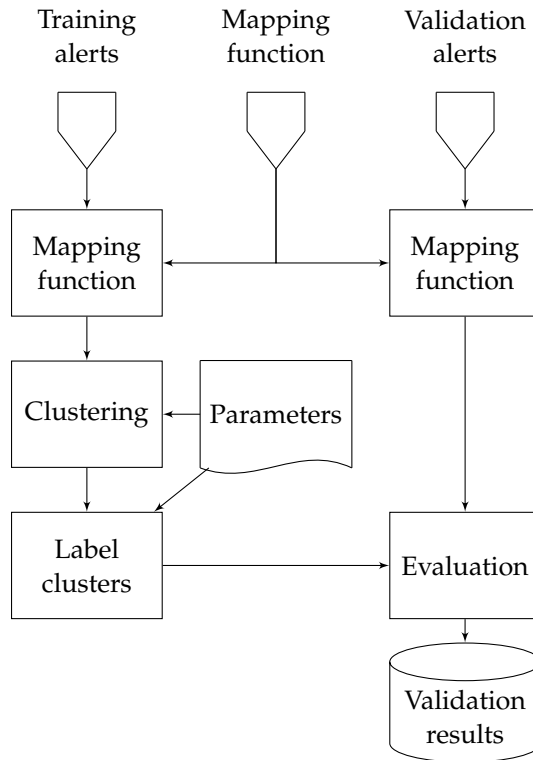 Training
alerts
Mapping
function
Validation
alerts
Mapping
function
Mapping
function
Clustering
Parameters
Label
clusters
Evaluation
Validation
results